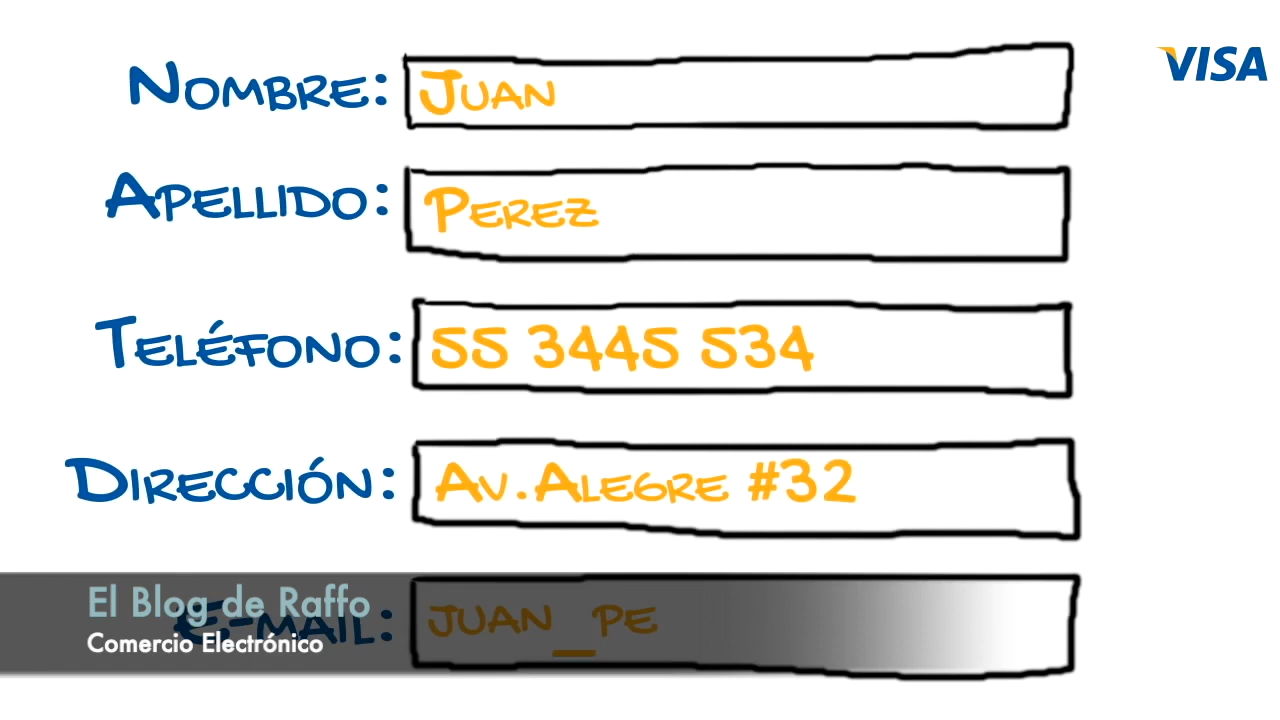 NOMBRE: JUAN
VISA
APELLIDO: PEREZ
TELÉFONO: 55 3445 534
DIRECCIÓN: AV. ALEGRE #32
E-MAIL: JUAN_PE
El Blog de Raffo
Comercio Electrónico